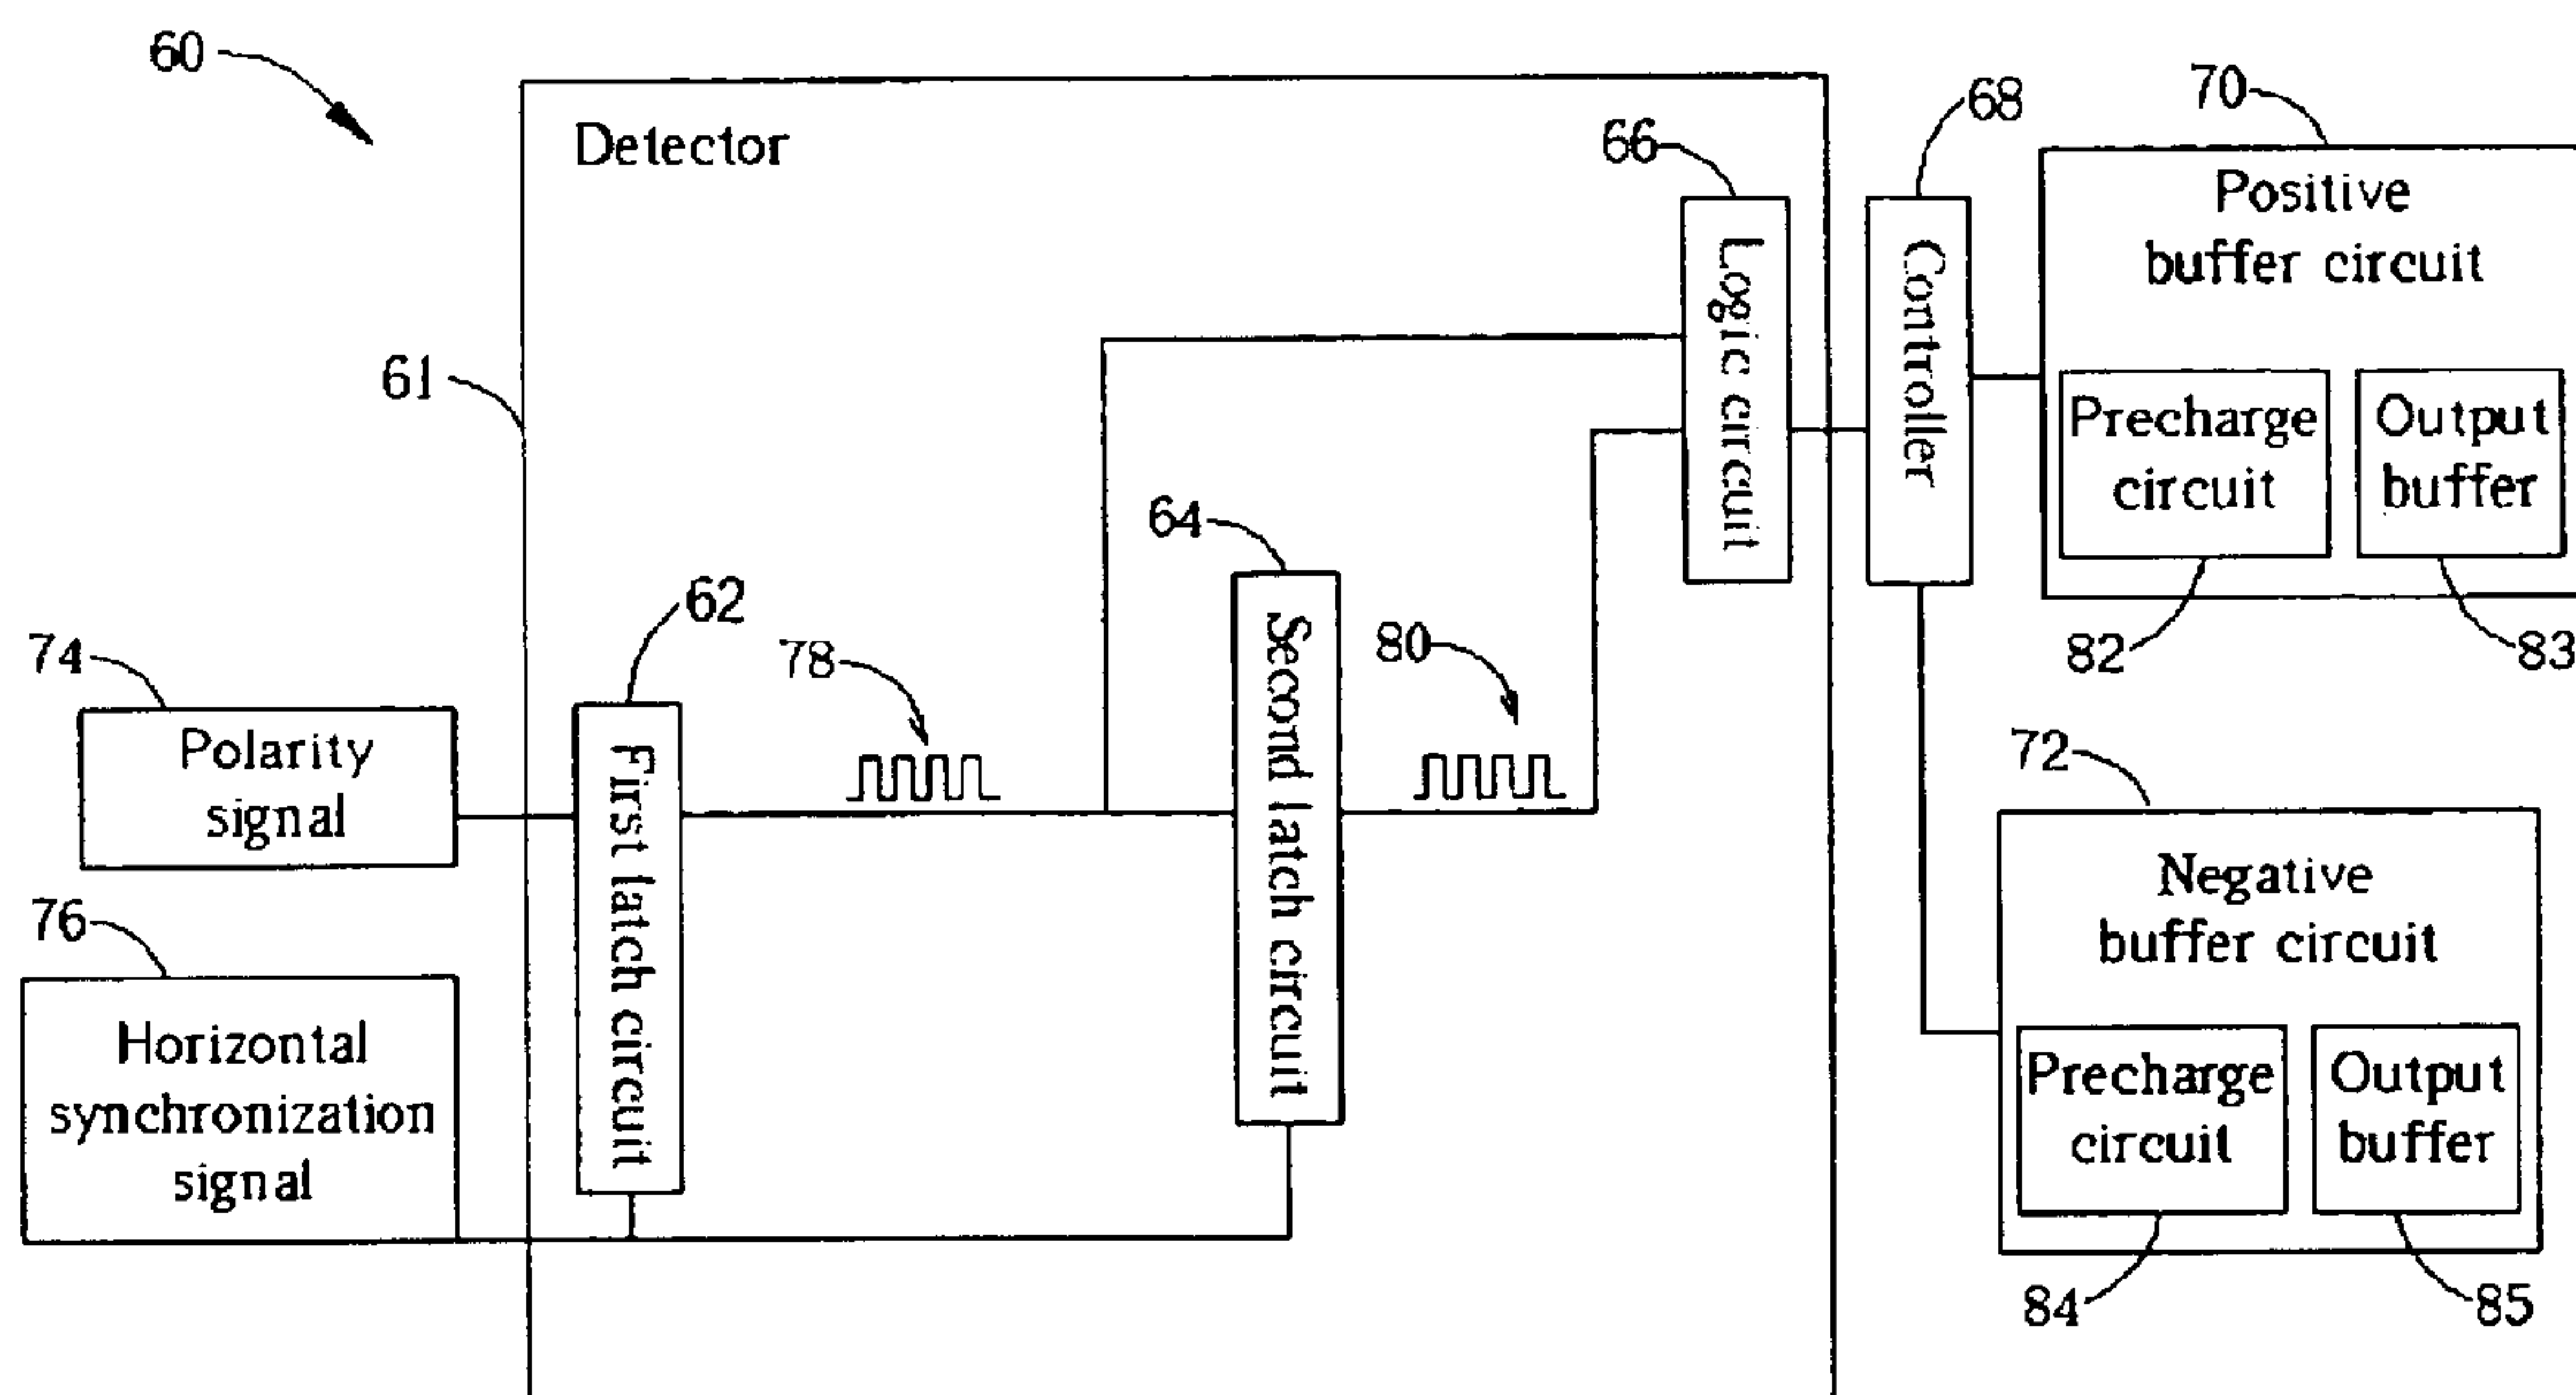 60
Detector
66
68
70
Positive
buffer circuit
61
Logic circuit
Controller
Precharge
circuit
Output
buffer
64
62
82
83
74
78
80
Polarity
signal
First latch circuit
Second latch circuit
72
Negative
buffer circuit
76
Horizontal
synchronization
signal
Precharge
circuit
Output
buffer
84
85